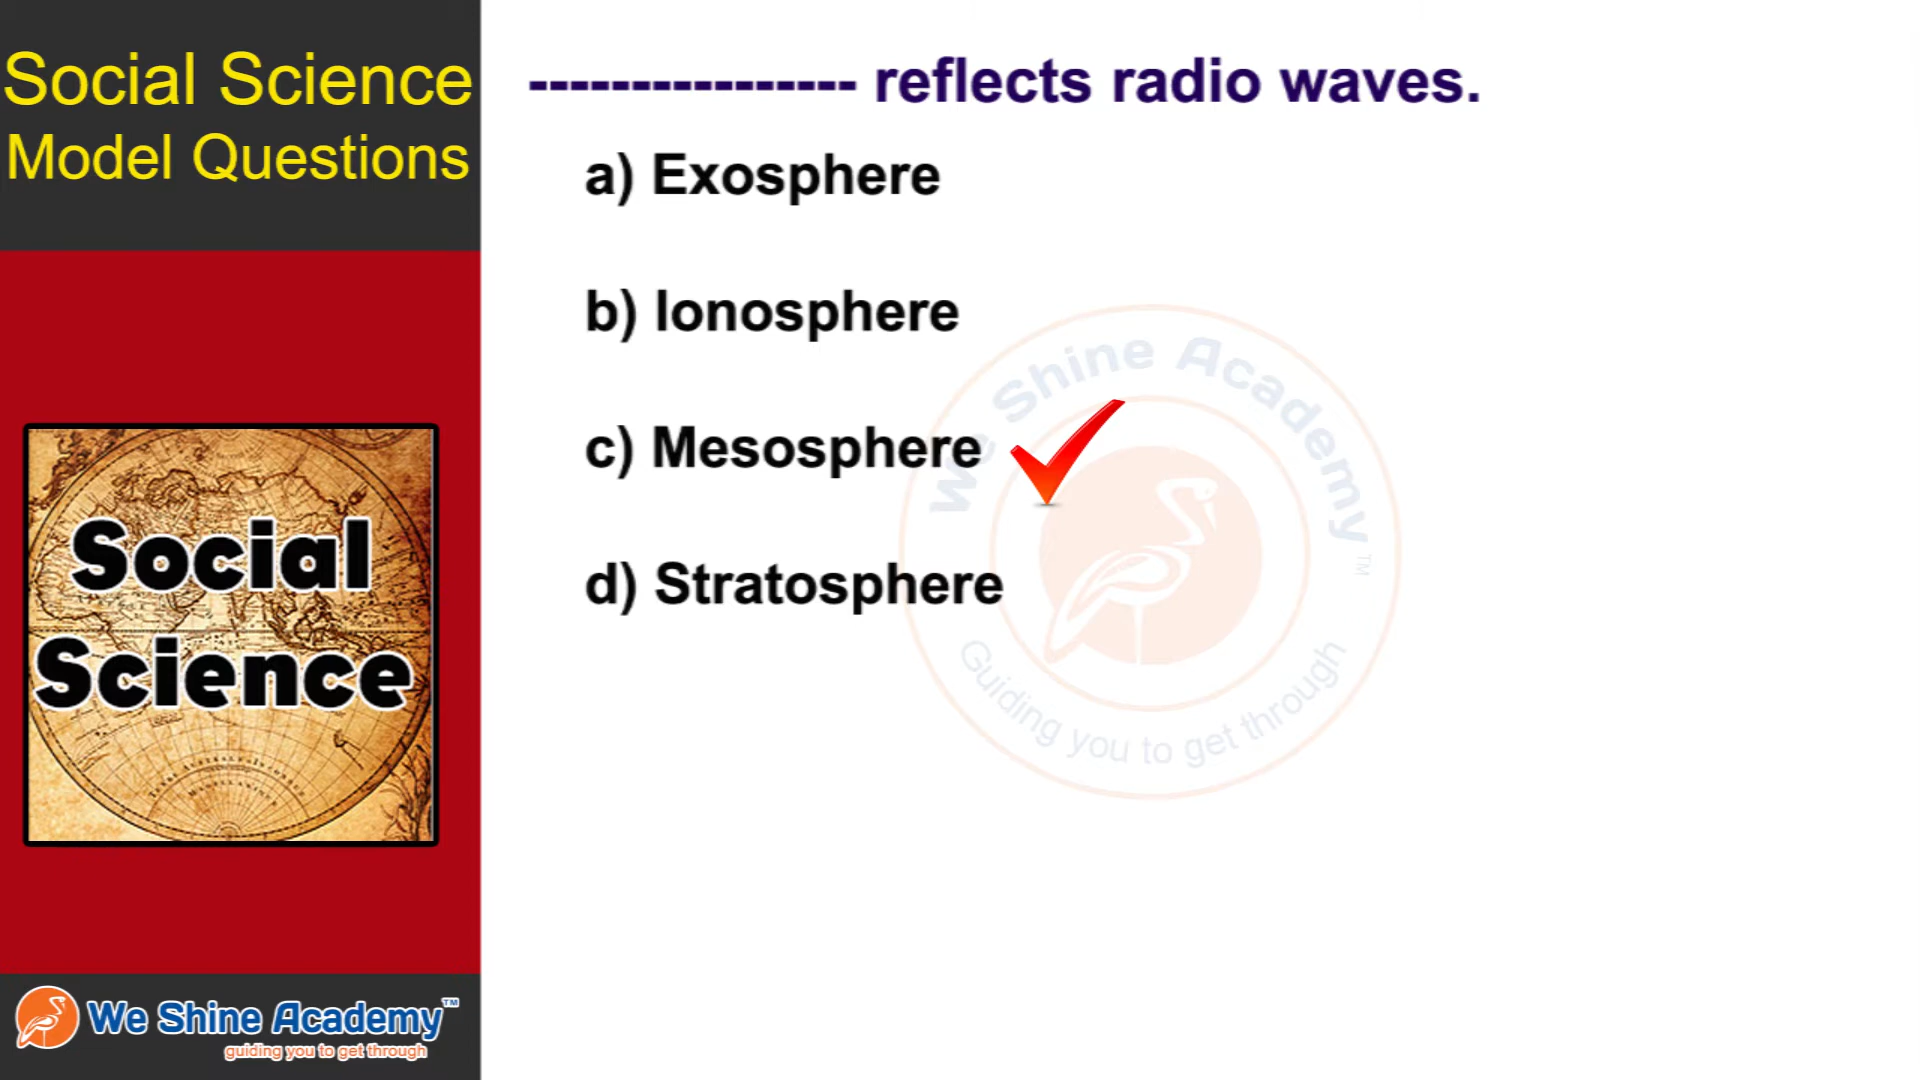 Social Science
Model Questions
---------------- reflects radio waves.
a) Exosphere
b) Ionosphere
c) Mesosphere
d) Stratosphere
Social
Science
We Shine Academy™
Guiding you to get through
We Shine Academy™
guiding you to get through